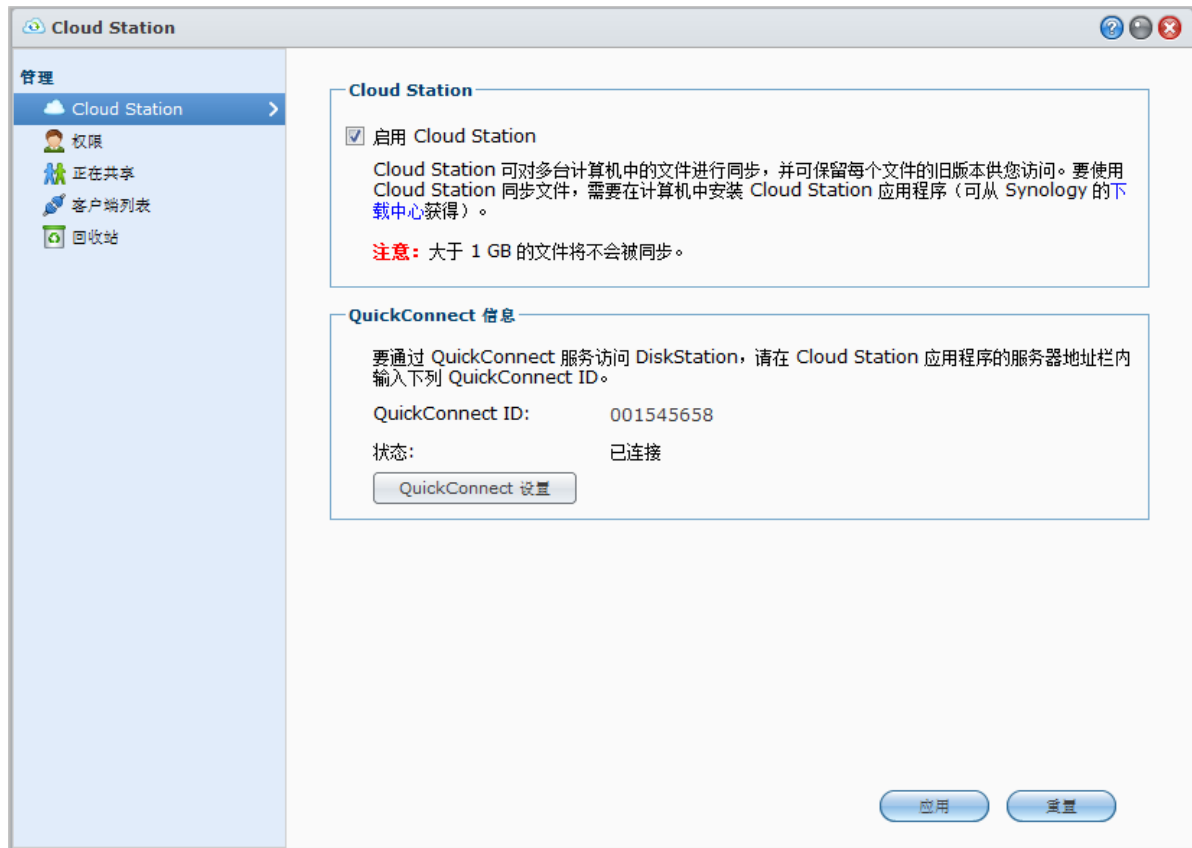 Cloud Station
管理
Cloud Station
权限
正在共享
客户端列表
回收站
Cloud Station
启用 Cloud Station
Cloud Station 可对多台计算机中的文件进行同步，并可保留每个文件的旧版本供您访问。要使用
Cloud Station 同步文件，需要在计算机中安装 Cloud Station 应用程序（可从 Synology 的下
载中心获得）。
注意：大于 1 GB 的文件将不会被同步。
QuickConnect 信息
要通过 QuickConnect 服务访问 DiskStation，请在 Cloud Station 应用程序的服务器地址栏内
输入下列 QuickConnect ID。
QuickConnect ID: 001545658
状态: 已连接
QuickConnect 设置
应用 重置